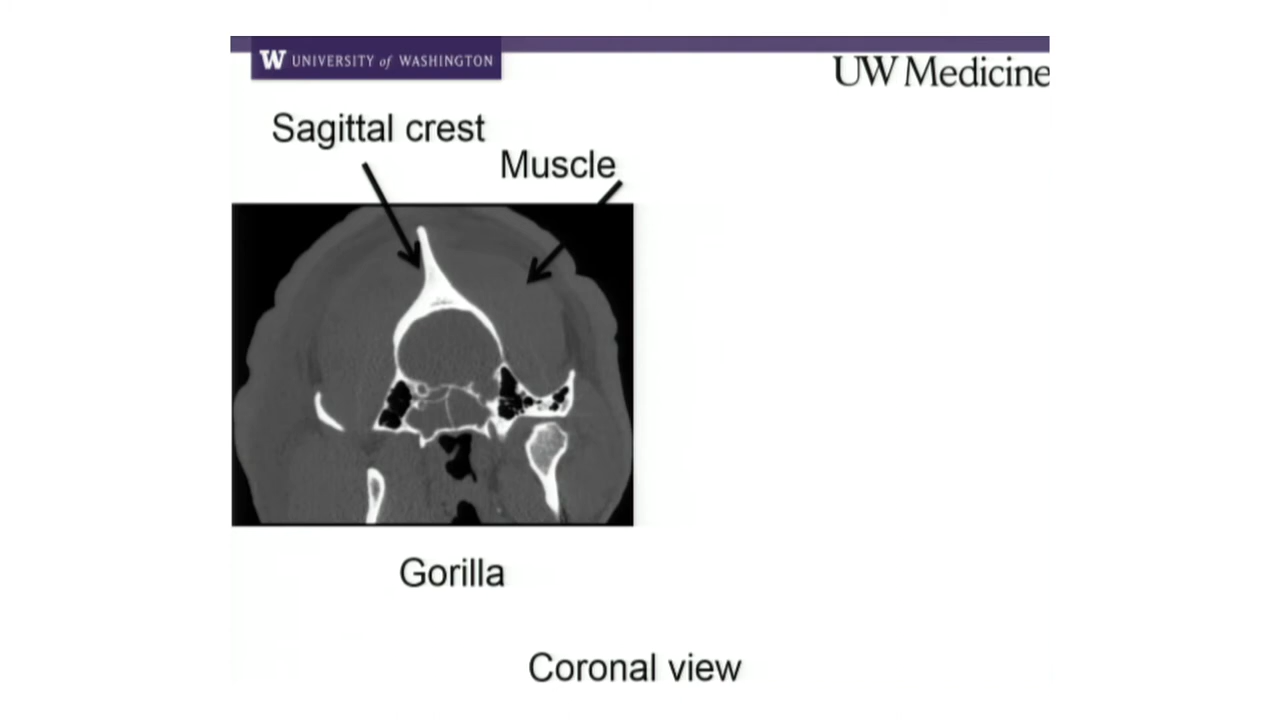 W UNIVERSITY of WASHINGTON
UW Medicine
Sagittal crest
Muscle
Gorilla
Coronal view